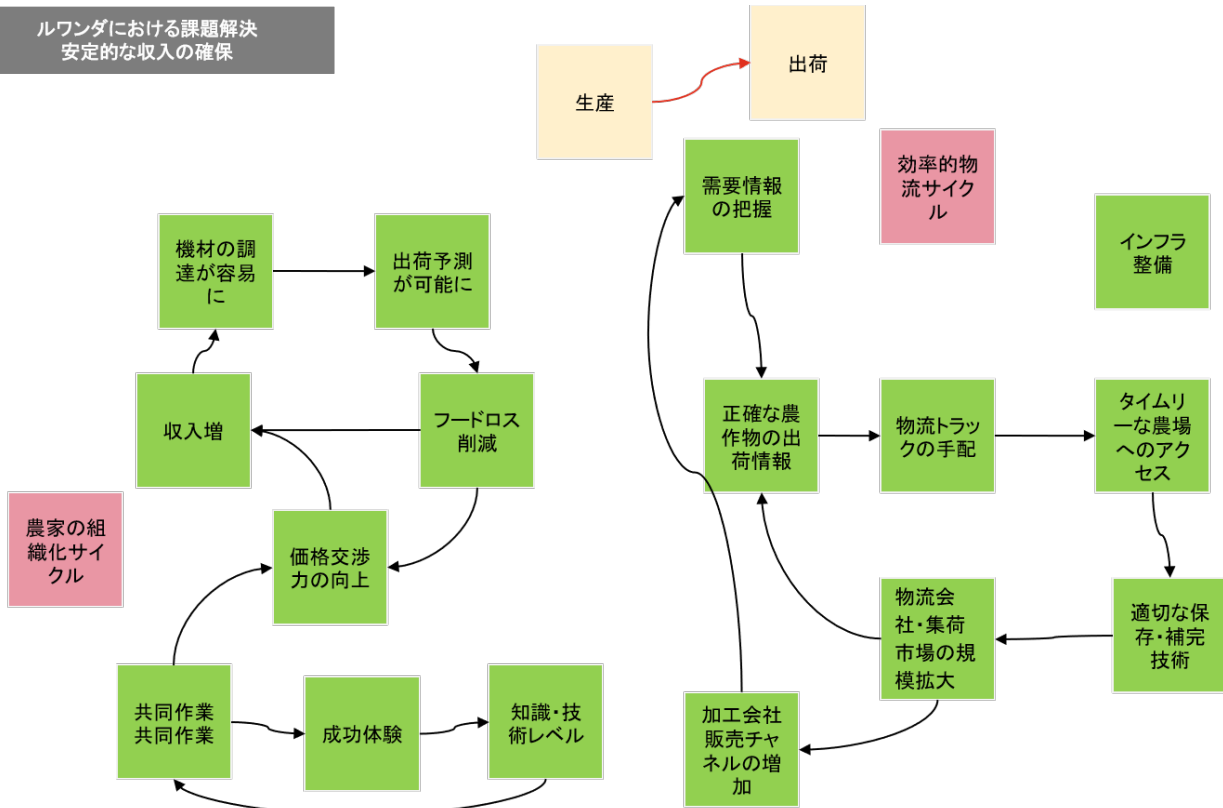 ルワンダにおける課題解決
安定的な収入の確保
生産
出荷
需要情報
の把握
効率的物
流サイク
ル
インフラ
整備
機材の調
達が容易
に
出荷予測
が可能に
収入増
フードロス
削減
正確な農
作物の出
荷情報
物流トラッ
クの手配
タイムリ
ーな農場
へのアク
セス
農家の組
織化サイ
クル
価格交渉
力の向上
物流会
社・集荷
市場の規
模拡大
適切な保
存・補完
技術
共同作業
共同作業
成功体験
知識・技
術レベル
加工会社
販売チャ
ネルの増
加